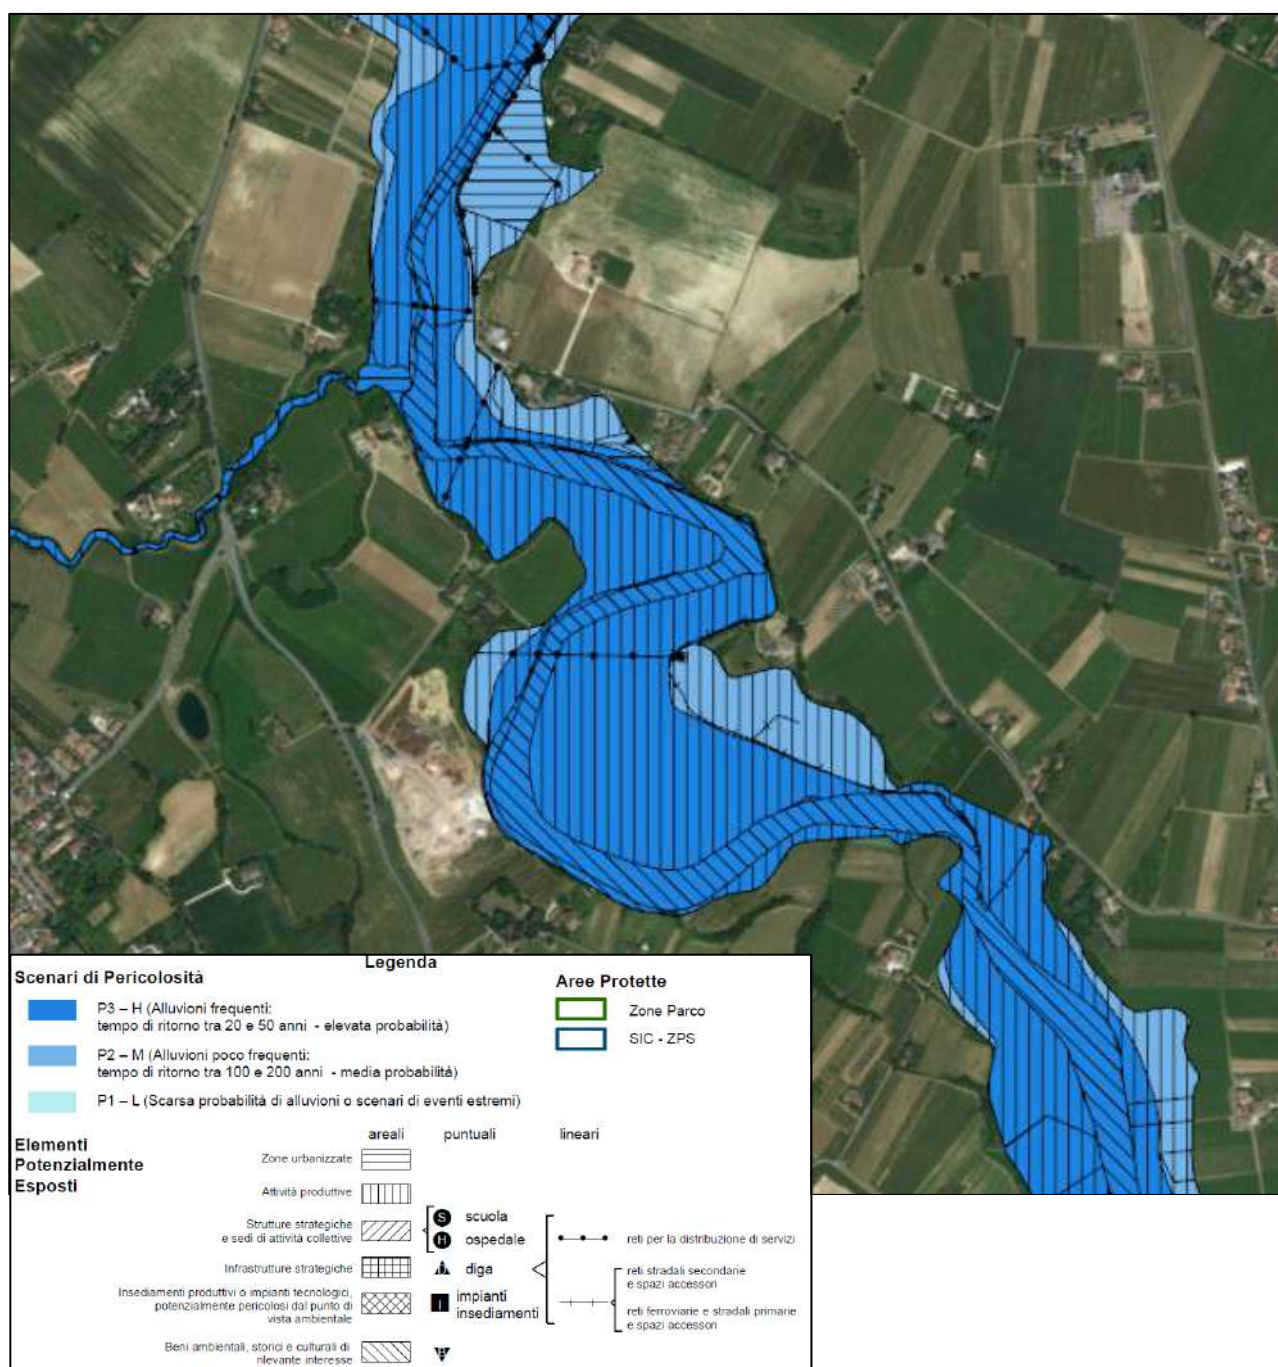 Legenda
Scenari di Pericolosità
P3 – H (Alluvioni frequenti:
tempo di ritorno tra 20 e 50 anni - elevata probabilità)
P2 – M (Alluvioni poco frequenti:
tempo di ritorno tra 100 e 200 anni - media probabilità)
P1 – L (Scarsa probabilità di alluvioni o scenari di eventi estremi)
Aree Protette
Zone Parco
SIC - ZPS
Elementi
Potenzialmente
Esposti
areali puntuali lineari
Zone urbanizzate
Attività produttive
Strutture strategiche
e sedi di attività collettive
Infrastrutture strategiche
Insediamenti produttivi o impianti tecnologici,
potenzialmente pericolosi dal punto di
vista ambientale
Beni ambientali, storici e culturali di
rilevante interesse
S scuola
H ospedale
diga
I impianti
insediamenti
reti per la distribuzione di servizi
reti stradali secondarie
e spazi accessori
reti ferroviarie e stradali primarie
e spazi accessori